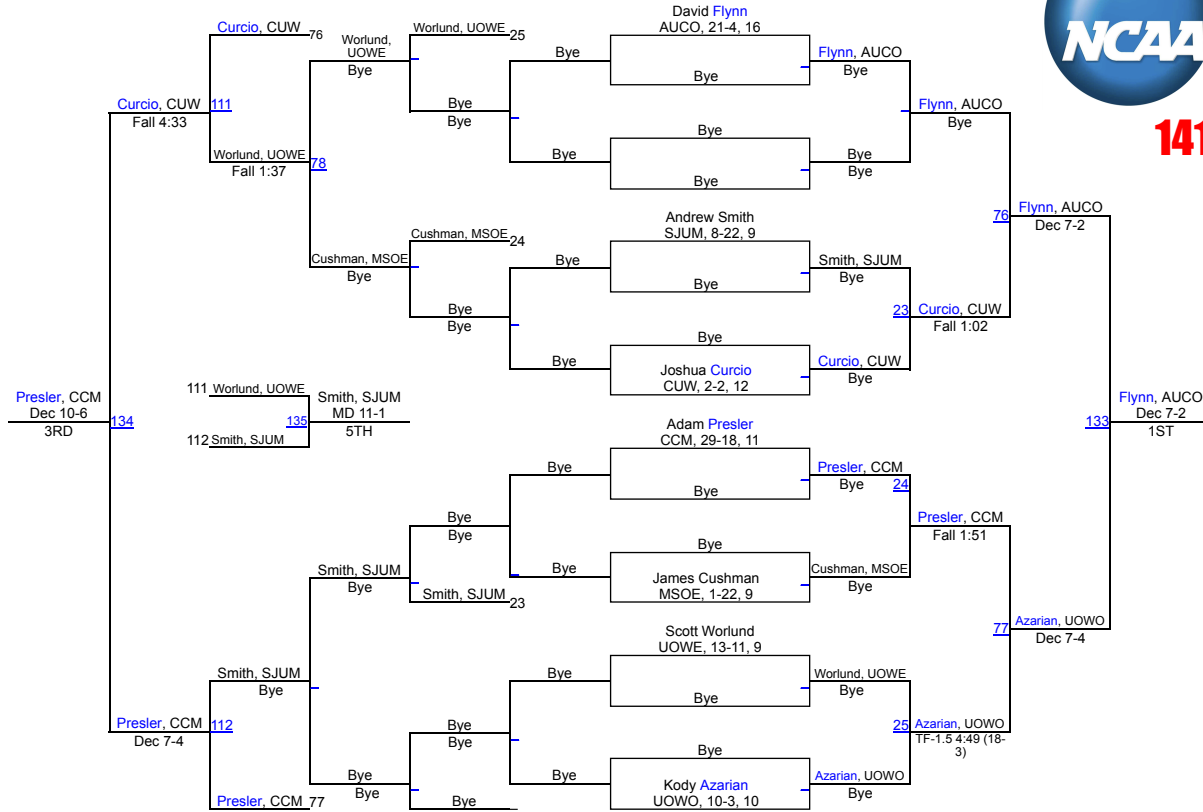 David Flynn
AUCO, 21-4, 16
Curcio, CUW
76
Worlund, UOWE
25
Worlund,
UOWE
Bye
Bye
Bye
Flynn, AUCO
Bye
NCAA
141
Curcio, CUW
111
Fall 4:33
Bye
Bye
Flynn, AUCO
Bye
Worlund, UOWE
78
Fall 1:37
Bye
Bye
Bye
Bye
Bye
Andrew Smith
SJUM, 8-22, 9
76
Flynn, AUCO
Dec 7-2
Cushman, MSOE
24
Cushman, MSOE
Bye
Bye
Bye
Smith, SJUM
Bye
Bye
23
Curcio, CUW
Fall 1:02
Bye
Bye
Joshua Curcio
CUW, 2-2, 12
Curcio, CUW
Bye
Presler, CCM
Dec 10-6
3RD
134
111
Worlund, UOWE
112
Smith, SJUM
135
Smith, SJUM
MD 11-1
5TH
Adam Presler
CCM, 29-18, 11
133
Flynn, AUCO
Dec 7-2
1ST
Bye
Bye
Presler, CCM
Bye
24
Bye
Bye
Presler, CCM
Fall 1:51
Smith, SJUM
Bye
Smith, SJUM
23
Bye
Bye
James Cushman
MSOE, 1-22, 9
Cushman, MSOE
Bye
Scott Worlund
UOWE, 13-11, 9
77
Azarian, UOWO
Dec 7-4
Smith, SJUM
Bye
Bye
Bye
Worlund, UOWE
Bye
Presler, CCM
112
Dec 7-4
Bye
Bye
25
Azarian, UOWO
TF-1.5 4:49 (18-
3)
Bye
Bye
Bye
Kody Azarian
UOWO, 10-3, 10
Azarian, UOWO
Bye
Presler, CCM
77
Bye